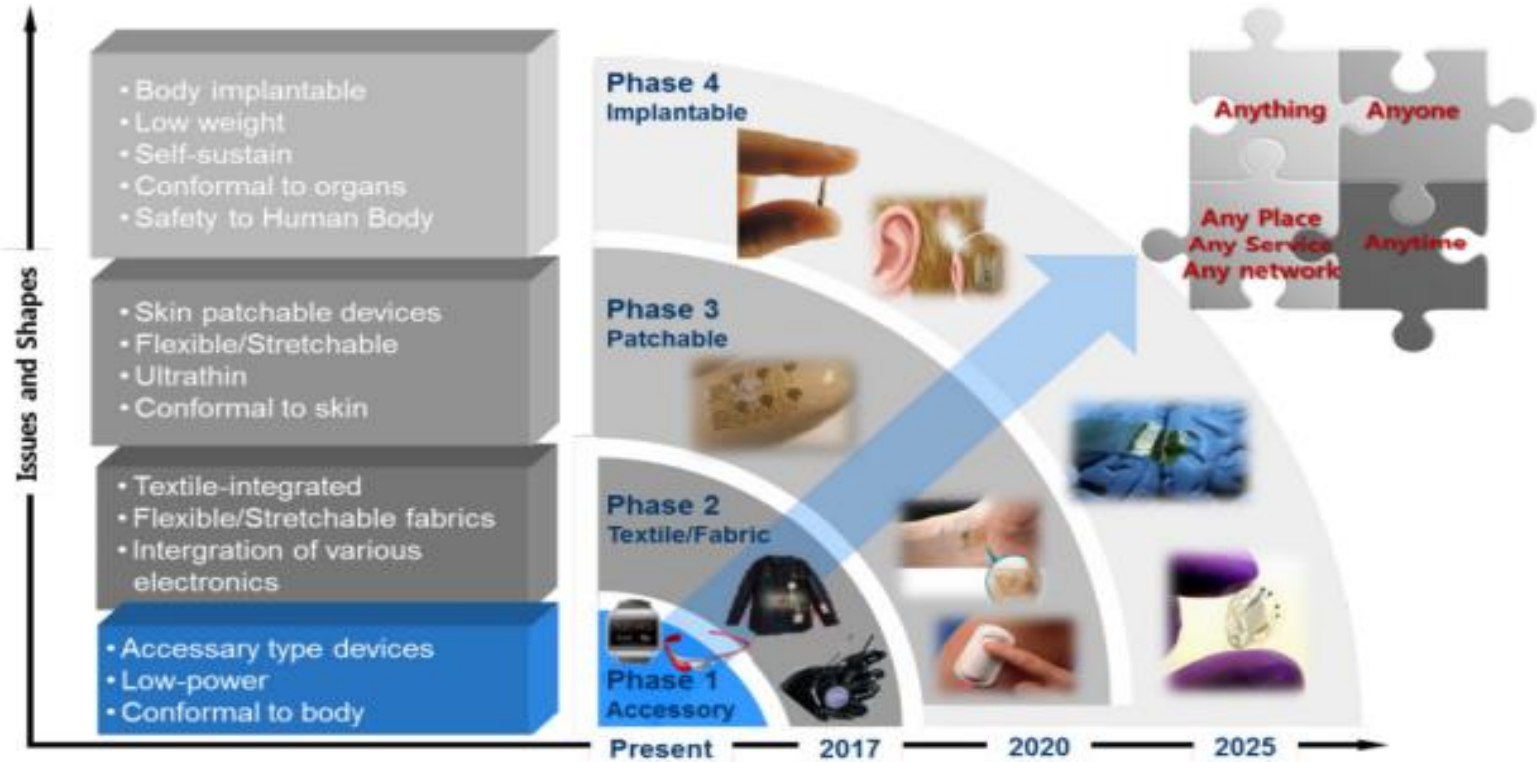 Issues and Shapes
• Body implantable
• Low weight
• Self-sustain
• Conformal to organs
• Safety to Human Body
• Skin patchable devices
• Flexible/Stretchable
• Ultrathin
• Conformal to skin
• Textile-integrated
• Flexible/Stretchable fabrics
• Intergration of various
electronics
• Accessary type devices
• Low-power
• Conformal to body
Phase 4
Implantable
Phase 3
Patchable
Phase 2
Textile/Fabric
Phase 1
Accessory
Anything
Anyone
Any Place
Any Service
Any network
Anytime
Present
2017
2020
2025